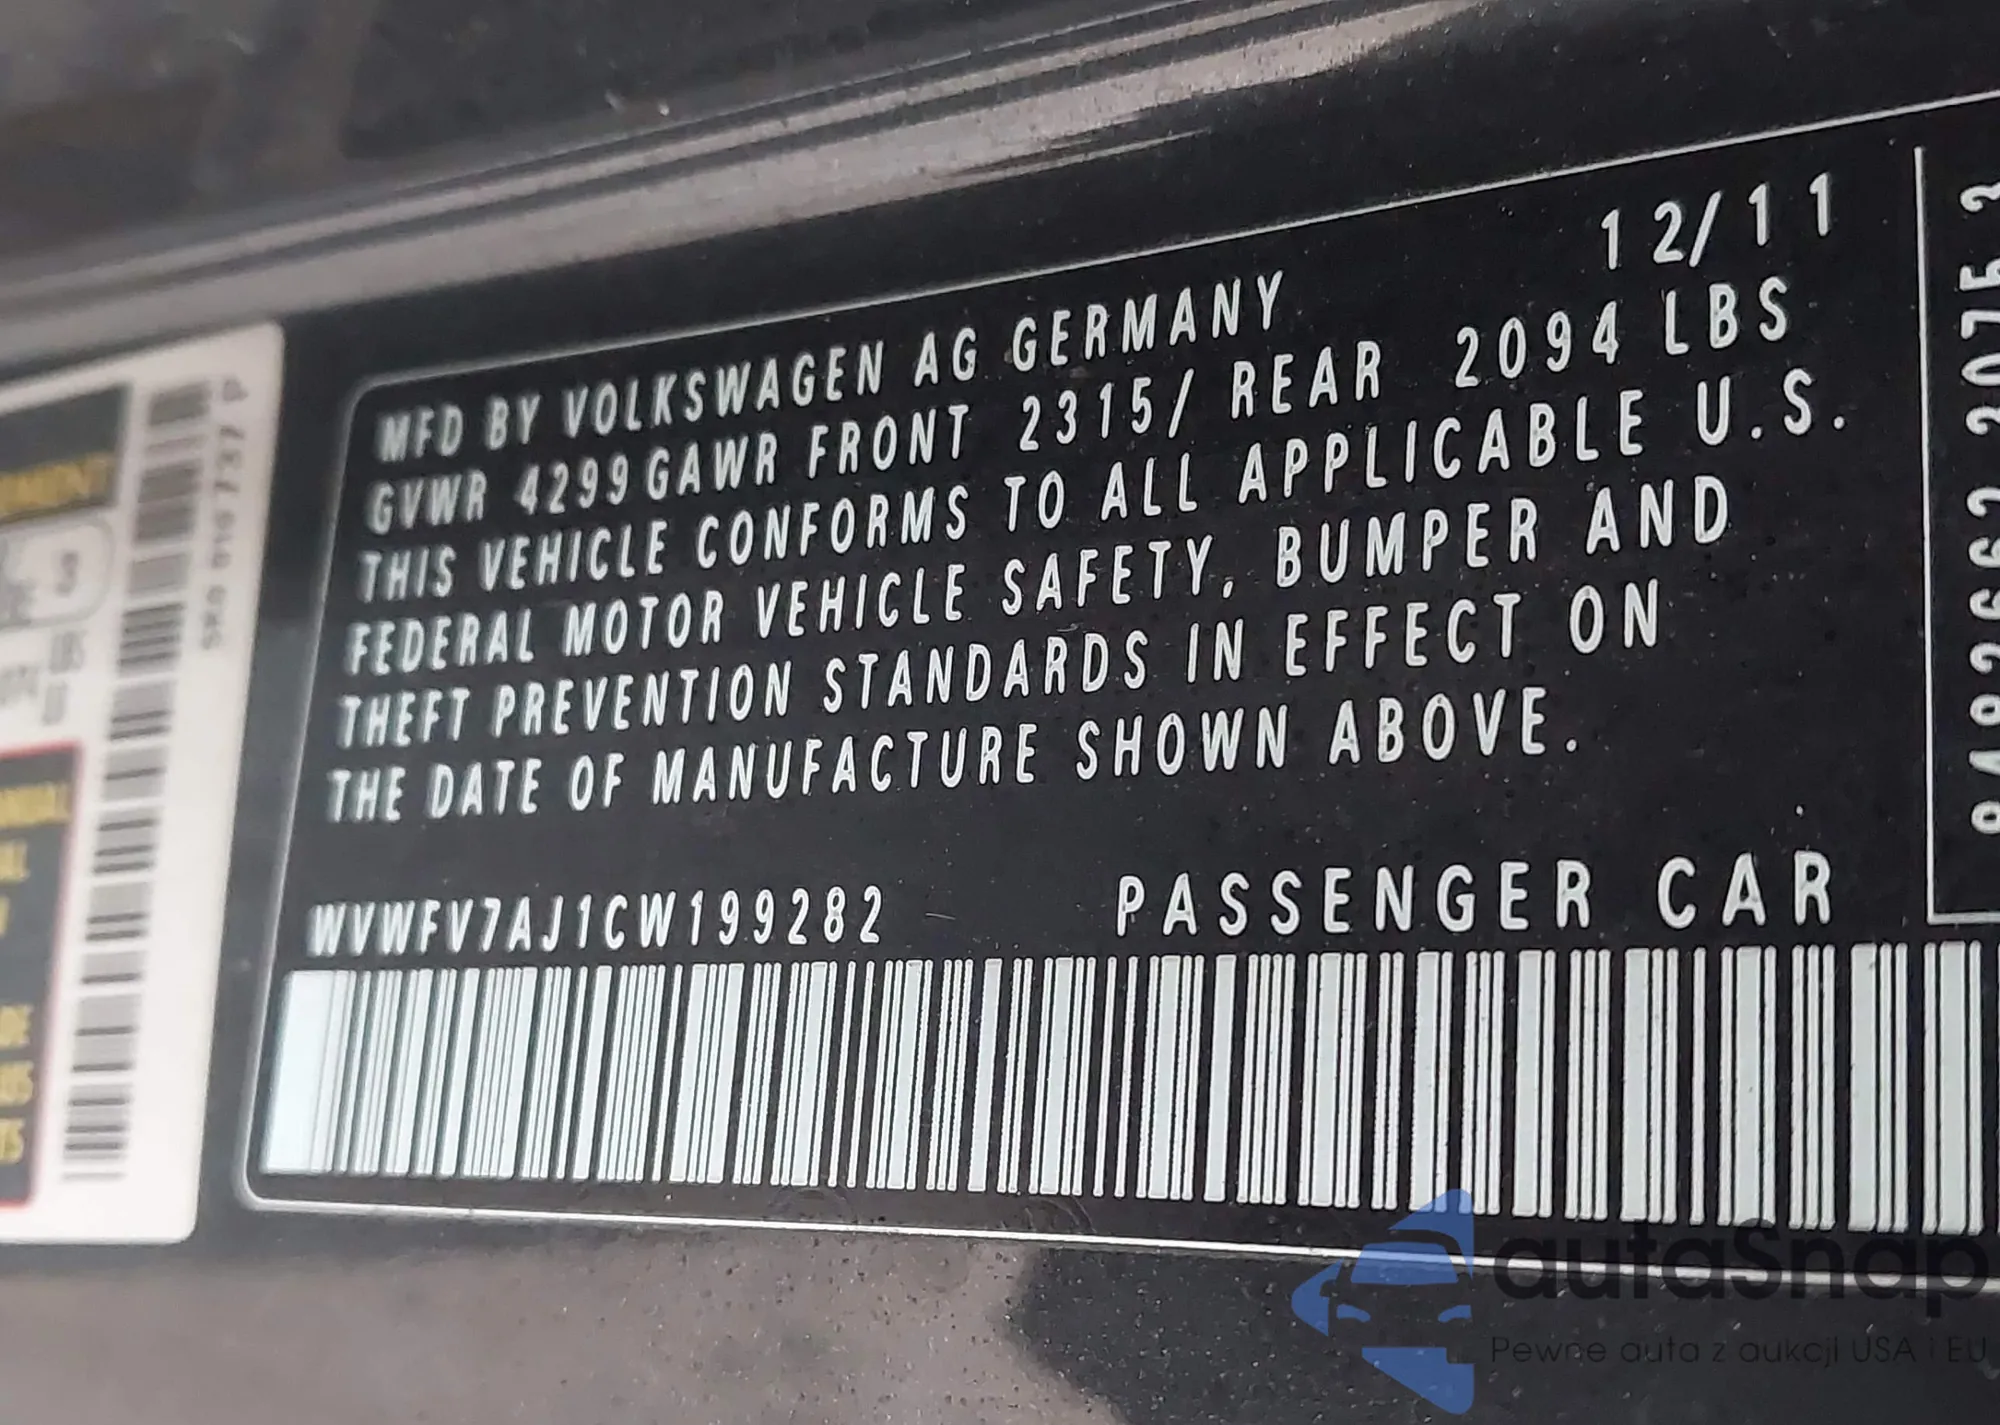 12/11
MFD BY VOLKSWAGEN AG GERMANY
GVWR 4299 GAWR FRONT 2315/ REAR 2094 LBS
THIS VEHICLE CONFORMS TO ALL APPLICABLE U.S.
FEDERAL MOTOR VEHICLE SAFETY, BUMPER AND
THEFT PREVENTION STANDARDS IN EFFECT ON
THE DATE OF MANUFACTURE SHOWN ABOVE.
WVWFV7AJ1CW199282 PASSENGER CAR
autaSnap
Pewne auta z aukcji USA i EU